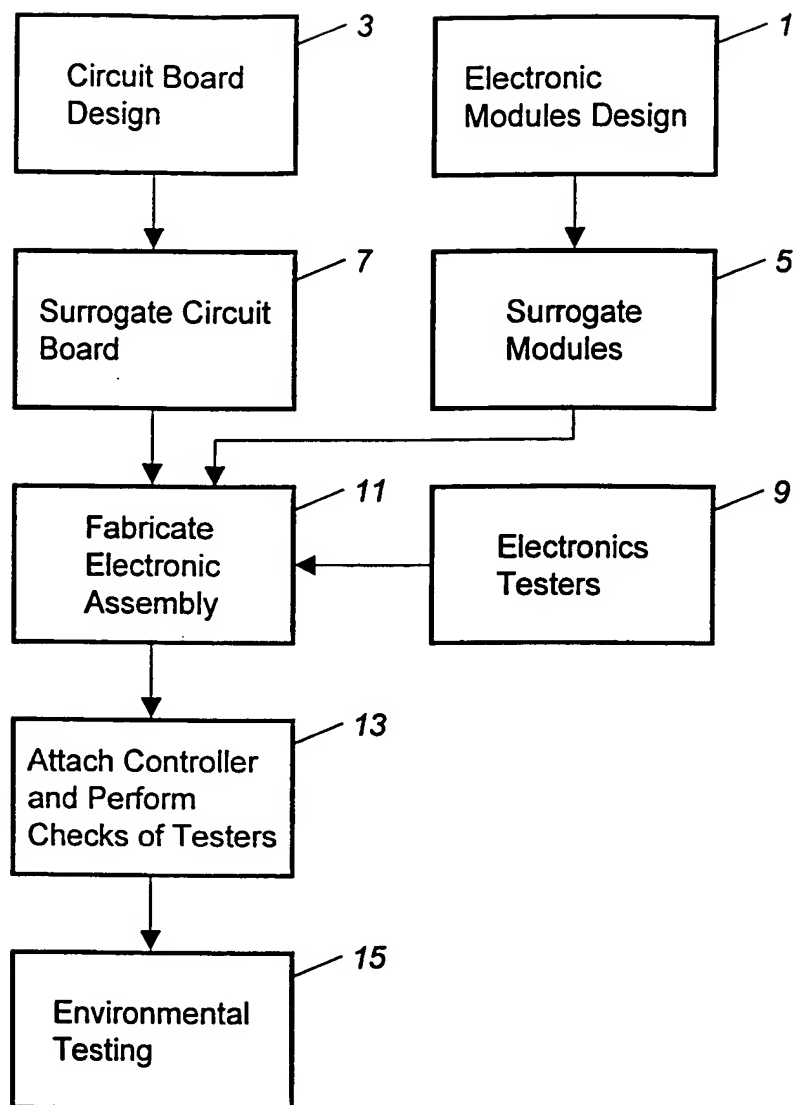 3
Circuit Board
Design
1
Electronic
Modules Design
7
Surrogate Circuit
Board
5
Surrogate
Modules
11
Fabricate
Electronic
Assembly
9
Electronics
Testers
13
Attach Controller
and Perform
Checks of Testers
15
Environmental
Testing